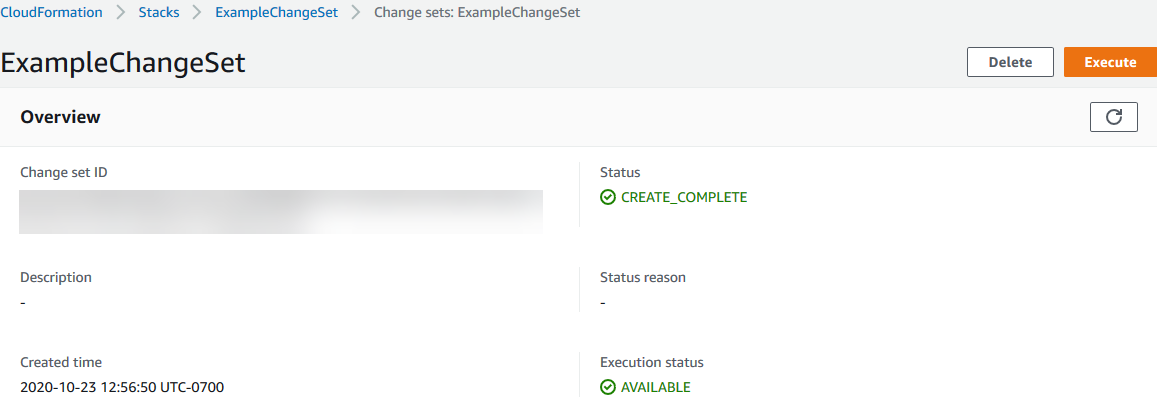 CloudFormation > Stacks > ExampleChangeSet > Change sets: ExampleChangeSet
ExampleChangeSet
Delete
Execute
Overview
Change set ID
Status
CREATE_COMPLETE
Description
Status reason
-
-
Created time
Execution status
2020-10-23 12:56:50 UTC-0700
AVAILABLE